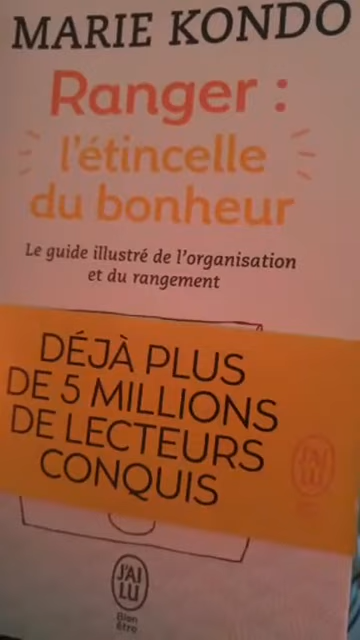 MARIE KONDO
Ranger :
l'étincelle
du bonheur
Le guide illustré de l'organisation
et du rangement
DÉJÀ PLUS
DE 5 MILLIONS
DE LECTEURS
CONQUIS
J'AI
LU
J'AI
LU
Bien
être